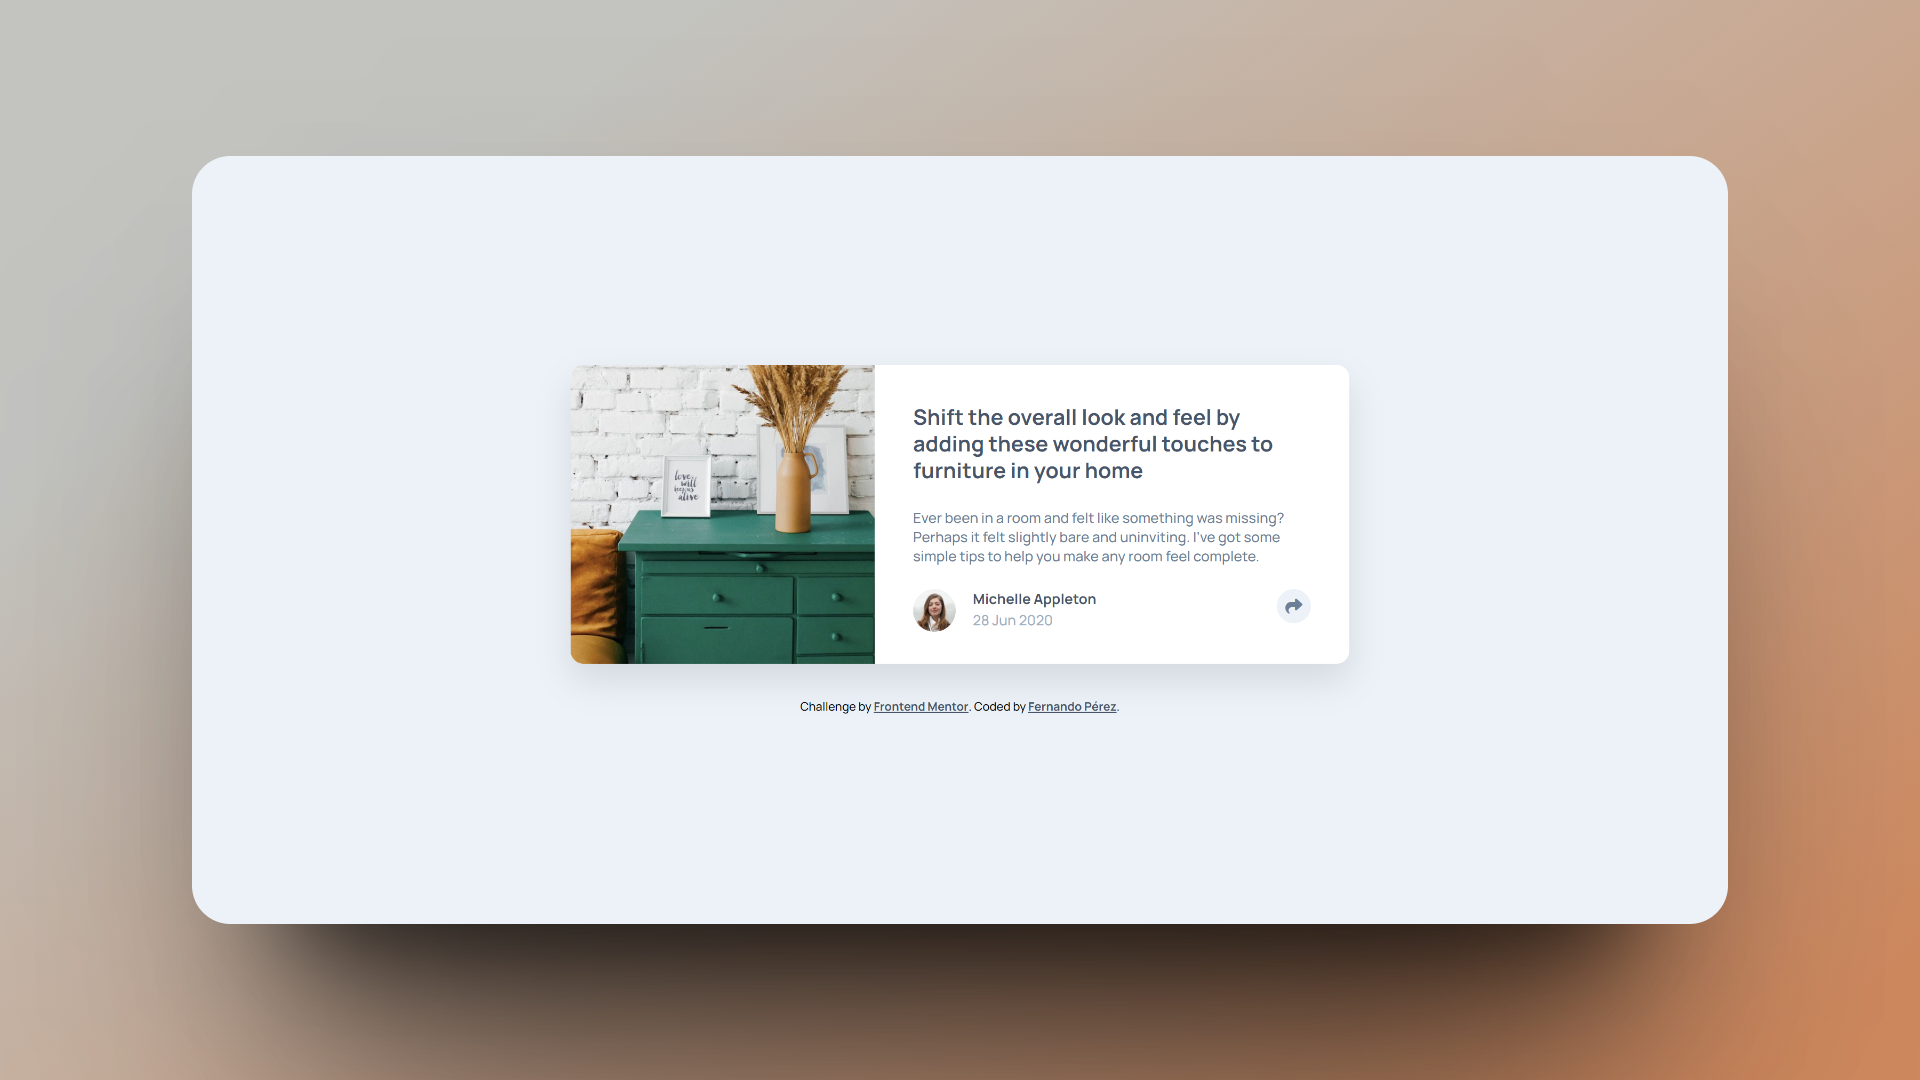 love
will
keep us
alive
Shift the overall look and feel by
adding these wonderful touches to
furniture in your home
Ever been in a room and felt like something was missing?
Perhaps it felt slightly bare and uninviting. I've got some
simple tips to help you make any room feel complete.
Michelle Appleton
28 Jun 2020
Challenge by Frontend Mentor. Coded by Fernando Pérez.